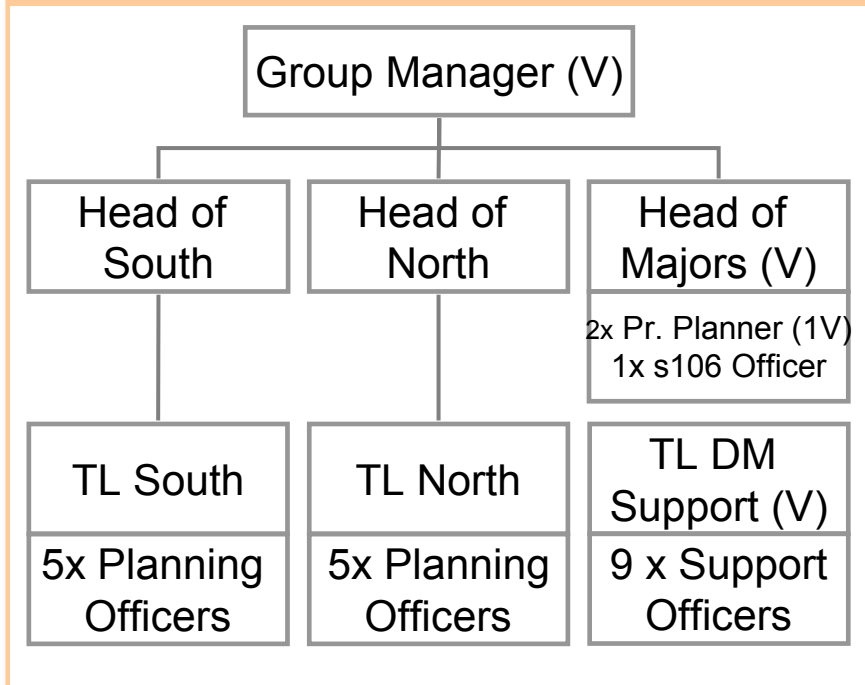 Group Manager (V)
Head of
South
Head of
North
Head of
Majors (V)
2x Pr. Planner (1V)
1x s106 Officer
TL South
5x Planning
Officers
TL North
5x Planning
Officers
TL DM
Support (V)
9 x Support
Officers